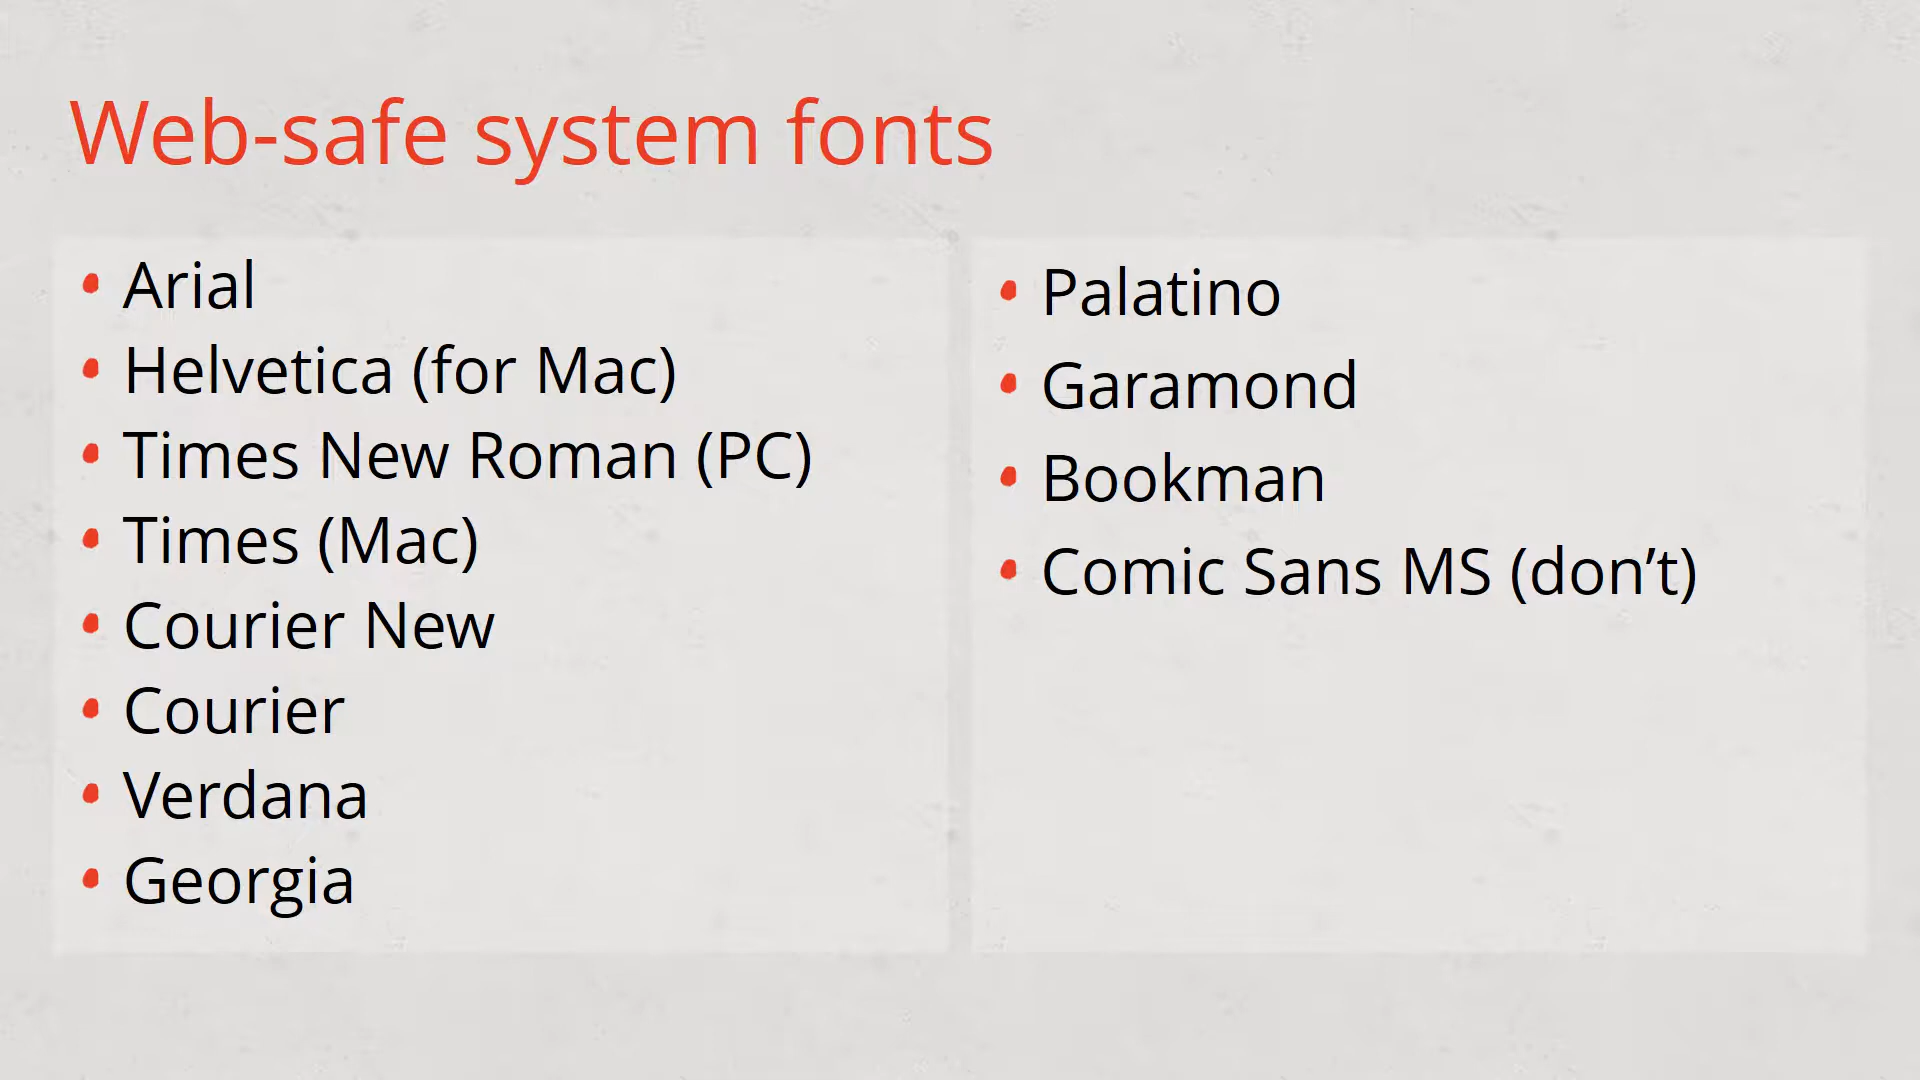 Web-safe system fonts
• Arial
• Helvetica (for Mac)
• Times New Roman (PC)
• Times (Mac)
• Courier New
• Courier
• Verdana
• Georgia
• Palatino
• Garamond
• Bookman
• Comic Sans MS (don’t)